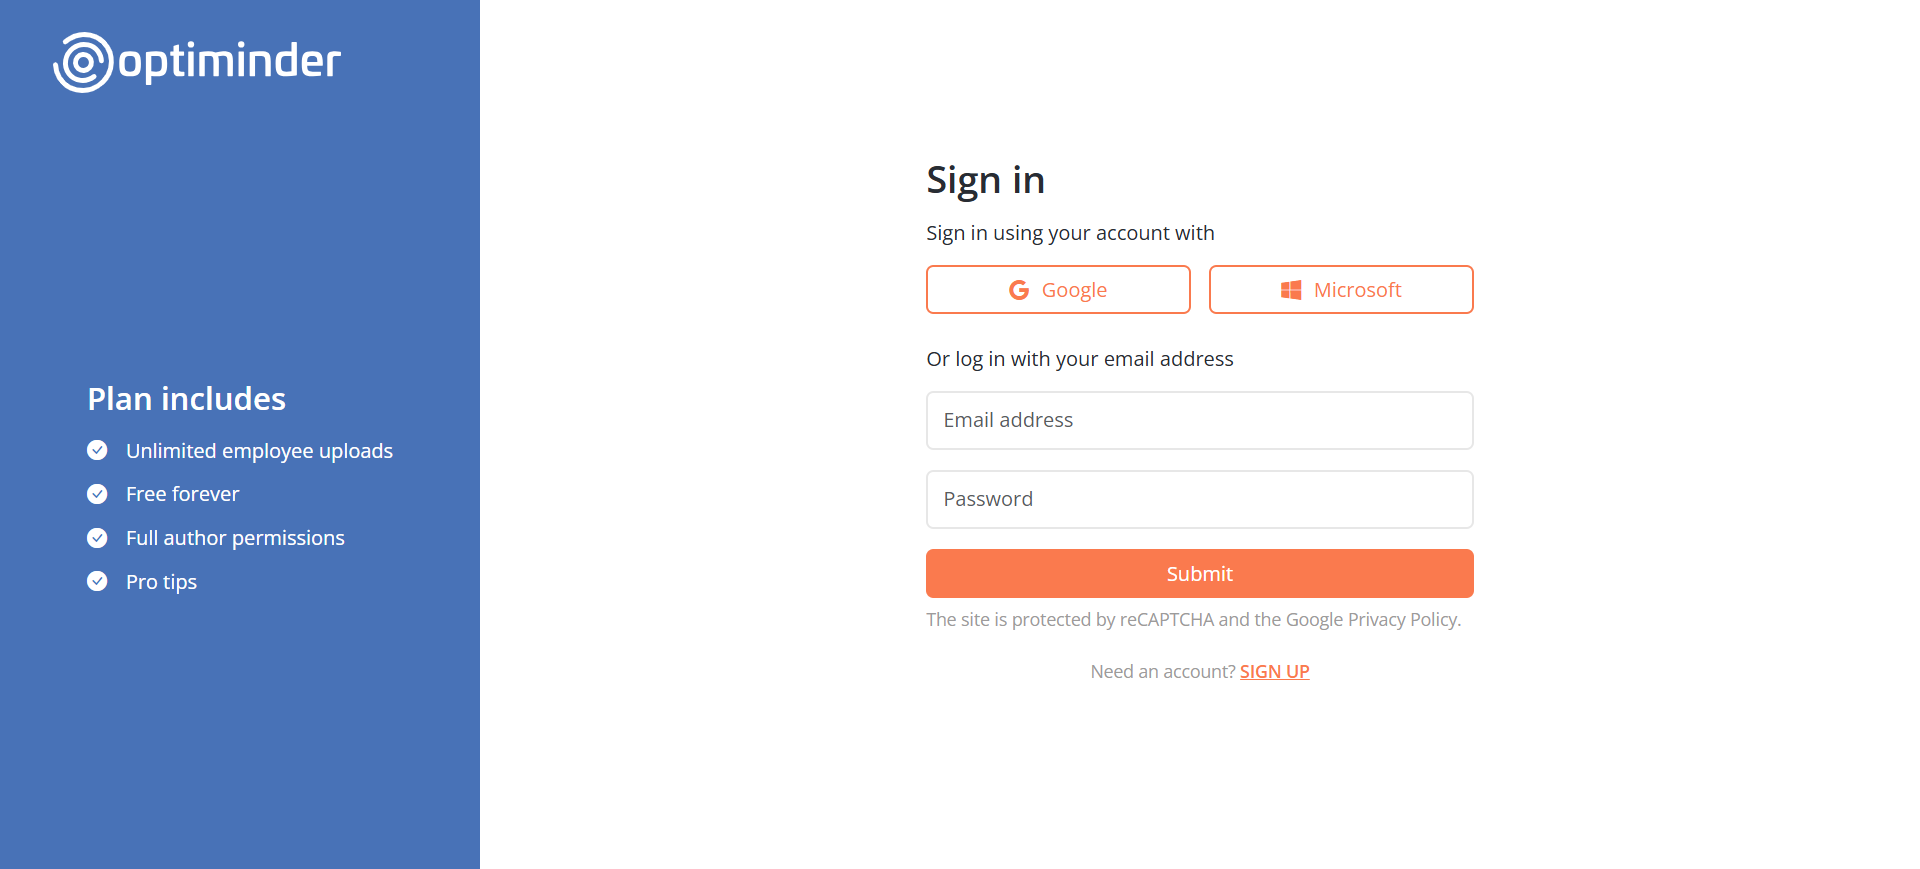 optiminder
Plan includes
Unlimited employee uploads
Free forever
Full author permissions
Pro tips
Sign in
Sign in using your account with
Google
Microsoft
Or log in with your email address
Email address
Password
Submit
The site is protected by reCAPTCHA and the Google Privacy Policy.
Need an account? SIGN UP